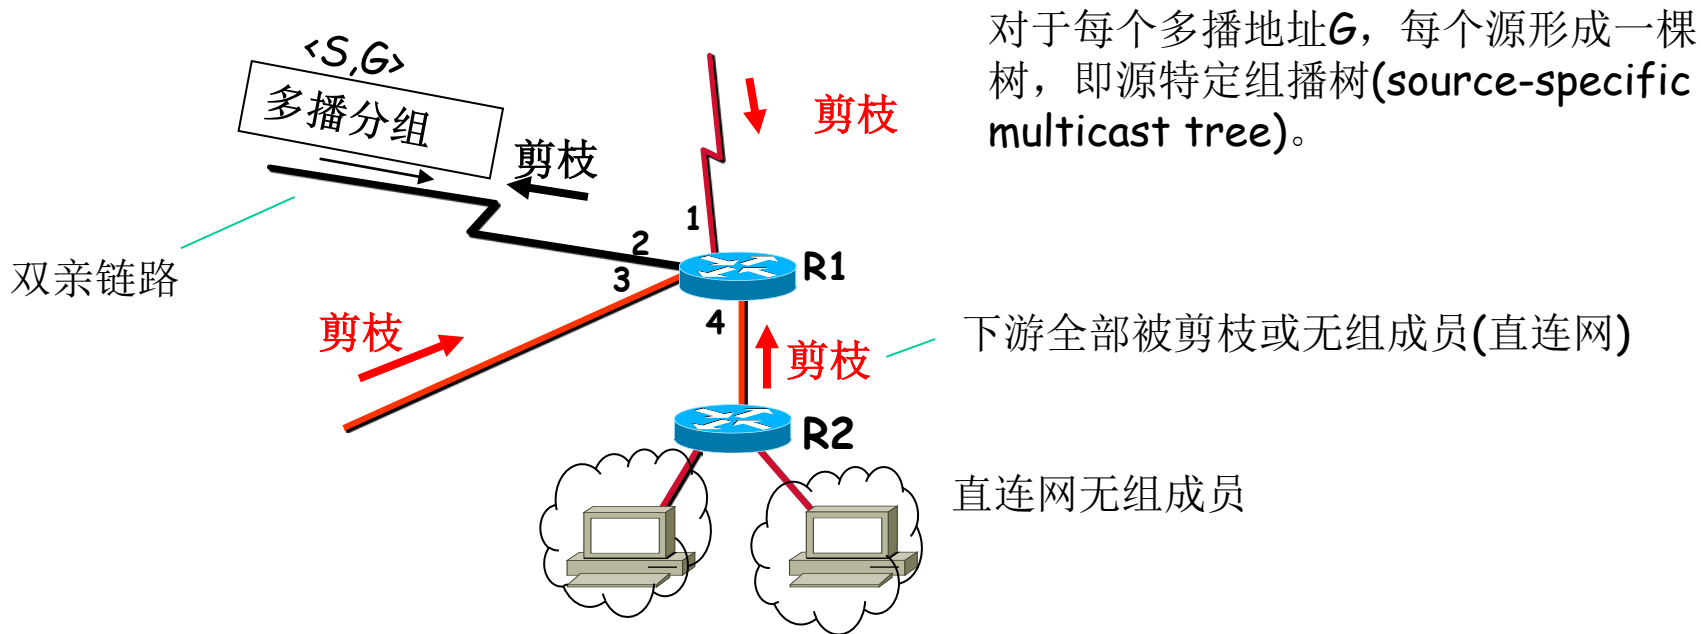 对于每个多播地址G，每个源形成一棵
树，即源特定组播树(source-specific
multicast tree)。
<S,G>
多播分组
剪枝
剪枝
1
2
3
R1
双亲链路
4
剪枝
剪枝
下游全部被剪枝或无组成员(直连网)
R2
直连网无组成员